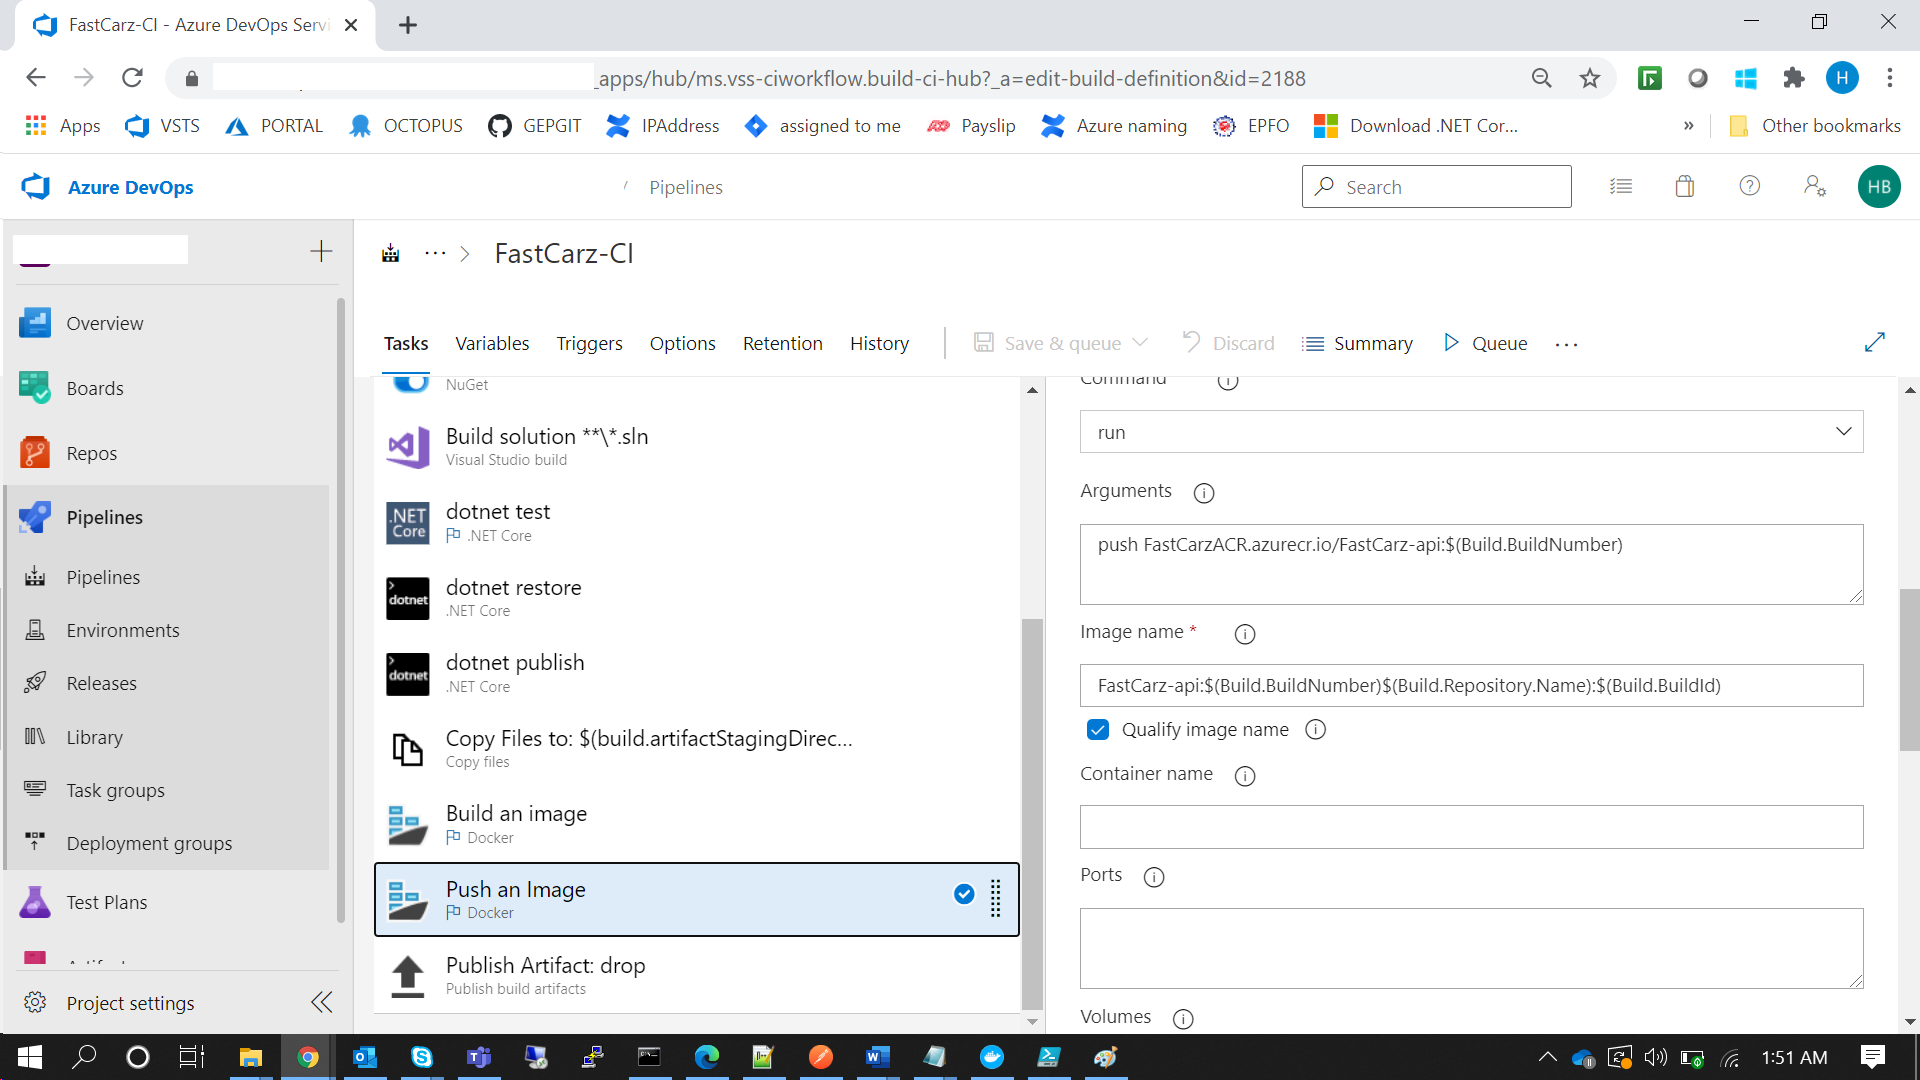 FastCarz-CI - Azure DevOps Servi
_apps/hub/ms.vss-ciworkflow.build-ci-hub?_a=edit-build-definition&id=2188
H
Apps
VSTS
PORTAL
OCTOPUS
GEPGIT
IPAddress
assigned to me
Payslip
Azure naming
EPFO
Download .NET Cor...
»
Other bookmarks
Azure DevOps
/ Pipelines
Search
HB
Overview
Boards
Repos
Pipelines
Pipelines
Environments
Releases
Library
Task groups
Deployment groups
Test Plans
Project settings
··· > FastCarz-CI
Tasks
Variables
Triggers
Options
Retention
History
Save & queue
Discard
Summary
Queue
···
NuGet
Build solution **\*.sln
Visual Studio build
.NET Core
dotnet test
.NET Core
dotnet
dotnet restore
.NET Core
dotnet
dotnet publish
.NET Core
Copy Files to: $(build.artifactStagingDirec...
Copy files
Build an image
Docker
Push an Image
Docker
Publish Artifact: drop
Publish build artifacts
Command
run
Arguments
push FastCarzACR.azurecr.io/FastCarz-api:$(Build.BuildNumber)
Image name *
FastCarz-api:$(Build.BuildNumber)$(Build.Repository.Name):$(Build.BuildId)
Qualify image name
Container name
Ports
Volumes
1:51 AM